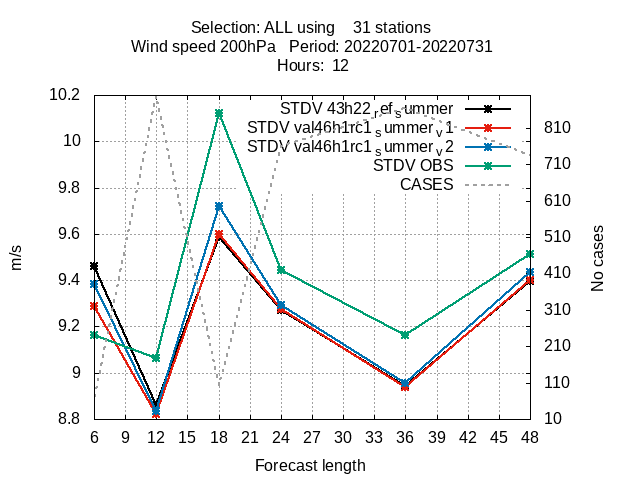 Selection: ALL using    31 stations
Wind speed 200hPa   Period: 20220701-20220731
Hours:  12
10.2
10
9.8
9.6
9.4
9.2
9
8.8
m/s
STDV 43h22_ref_summer
STDV val46h1rc1_summer_v1
STDV val46h1rc1_summer_v2
STDV OBS
CASES
810
710
610
510
410
310
210
110
10
No cases
6 9 12 15 18 21 24 27 30 33 36 39 42 45 48
Forecast length